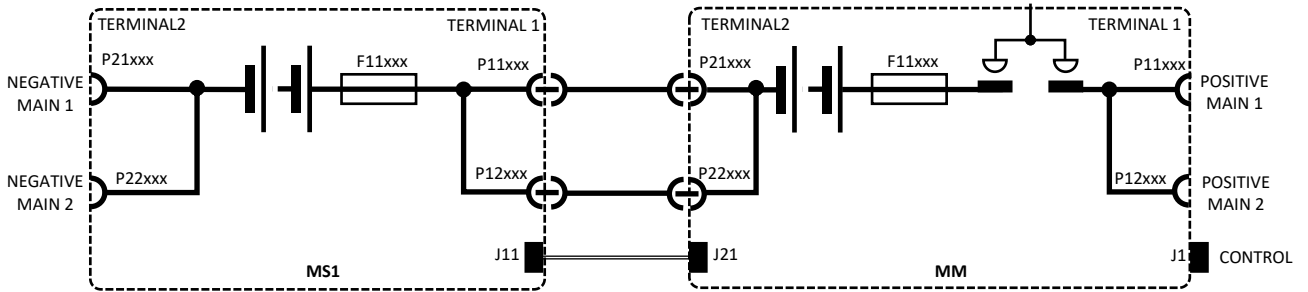 TERMINAL2
TERMINAL 1
TERMINAL2
TERMINAL 1
P21xxx
F11xxx
P11xxx
P21xxx
F11xxx
P11xxx
NEGATIVE
MAIN 1
POSITIVE
MAIN 1
P22xxx
P12xxx
P22xxx
P12xxx
NEGATIVE
MAIN 2
POSITIVE
MAIN 2
J11
J21
J1
CONTROL
MS1
MM